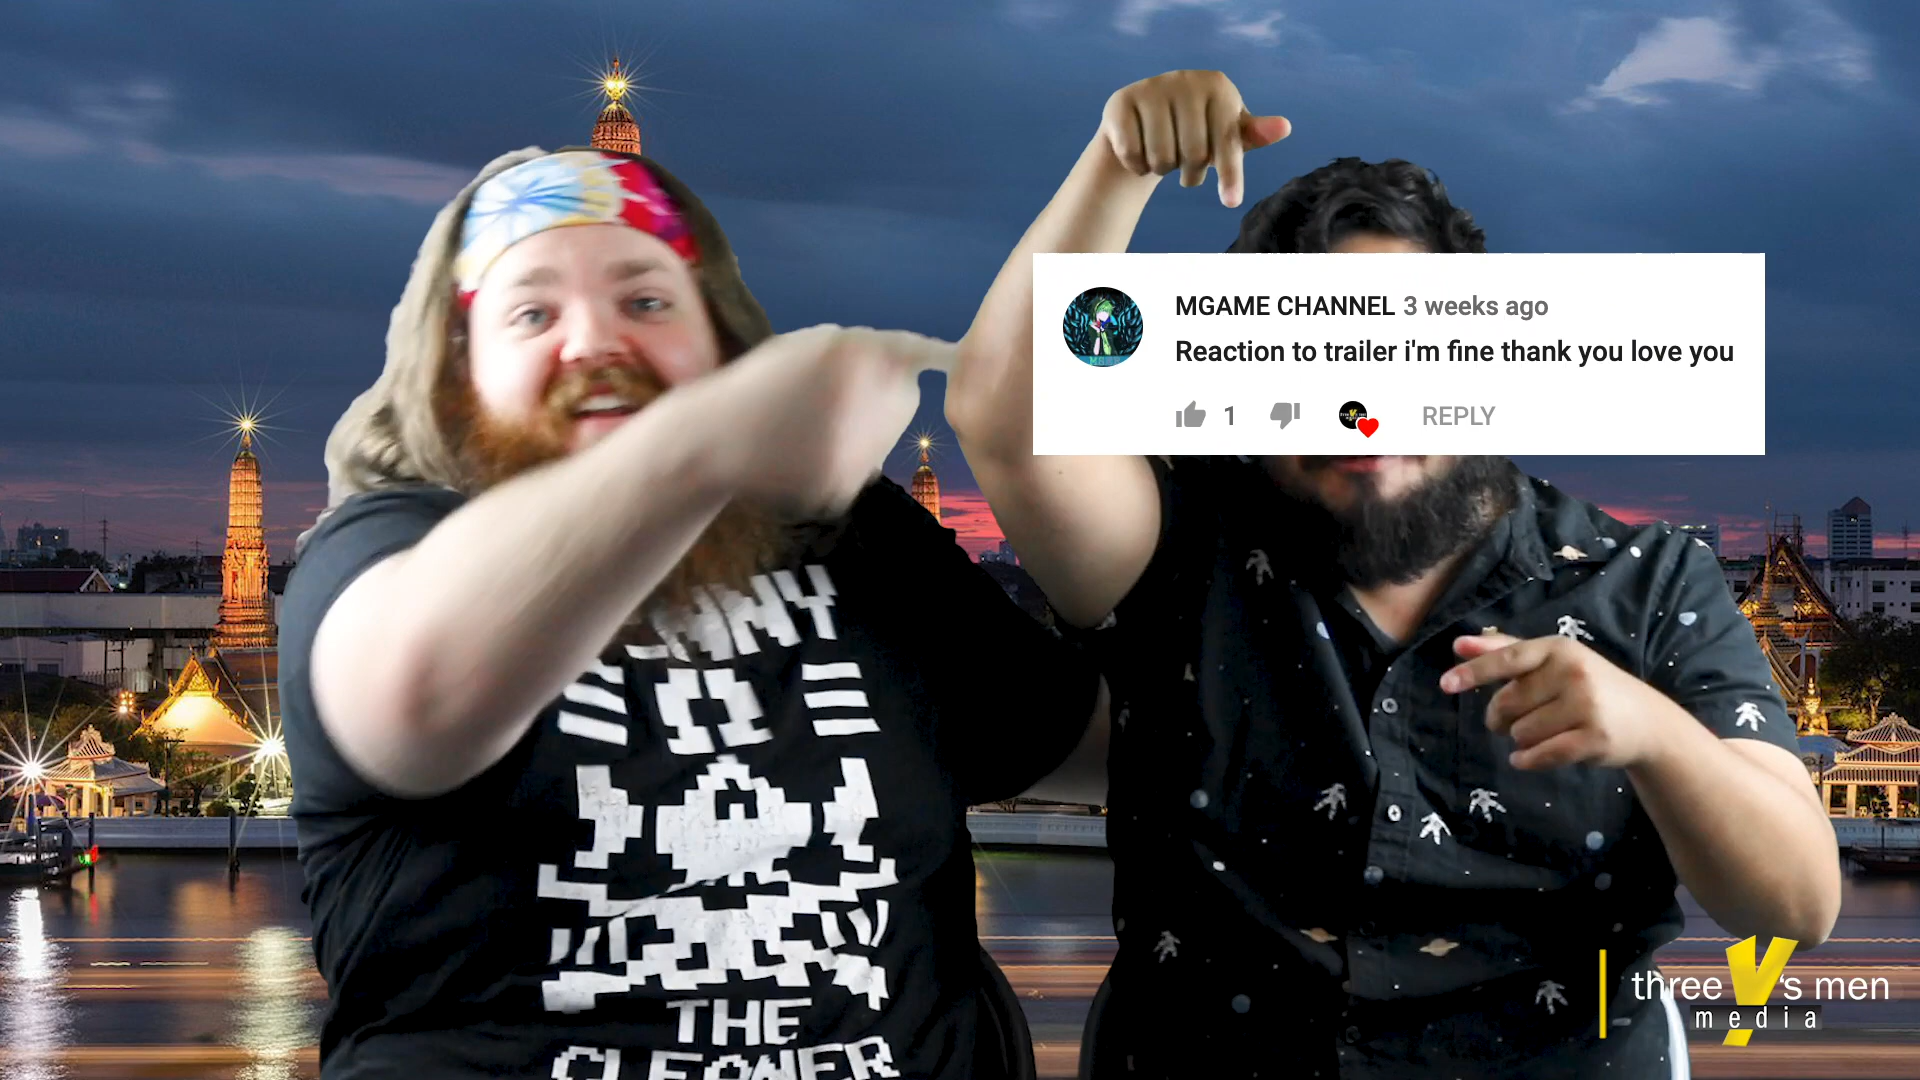 MGAME CHANNEL 3 weeks ago
Reaction to trailer i'm fine thank you love you
1 REPLY
THE
CLEANER
three Y's men
media